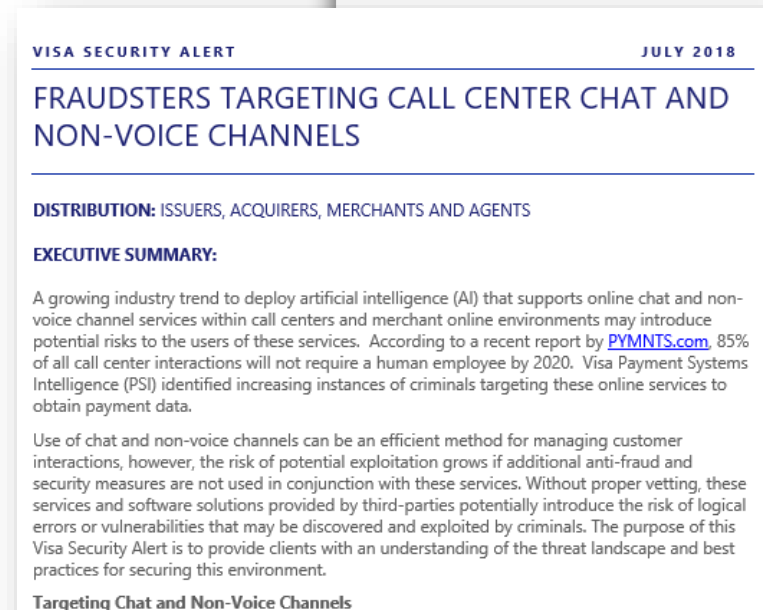 VISA SECURITY ALERT JULY 2018
FRAUDSTERS TARGETING CALL CENTER CHAT AND
NON-VOICE CHANNELS
DISTRIBUTION: ISSUERS, ACQUIRERS, MERCHANTS AND AGENTS
EXECUTIVE SUMMARY:
A growing industry trend to deploy artificial intelligence (AI) that supports online chat and non-
voice channel services within call centers and merchant online environments may introduce
potential risks to the users of these services. According to a recent report by PYMNTS.com, 85%
of all call center interactions will not require a human employee by 2020. Visa Payment Systems
Intelligence (PSI) identified increasing instances of criminals targeting these online services to
obtain payment data.
Use of chat and non-voice channels can be an efficient method for managing customer
interactions, however, the risk of potential exploitation grows if additional anti-fraud and
security measures are not used in conjunction with these services. Without proper vetting, these
services and software solutions provided by third-parties potentially introduce the risk of logical
errors or vulnerabilities that may be discovered and exploited by criminals. The purpose of this
Visa Security Alert is to provide clients with an understanding of the threat landscape and best
practices for securing this environment.
Targeting Chat and Non-Voice Channels